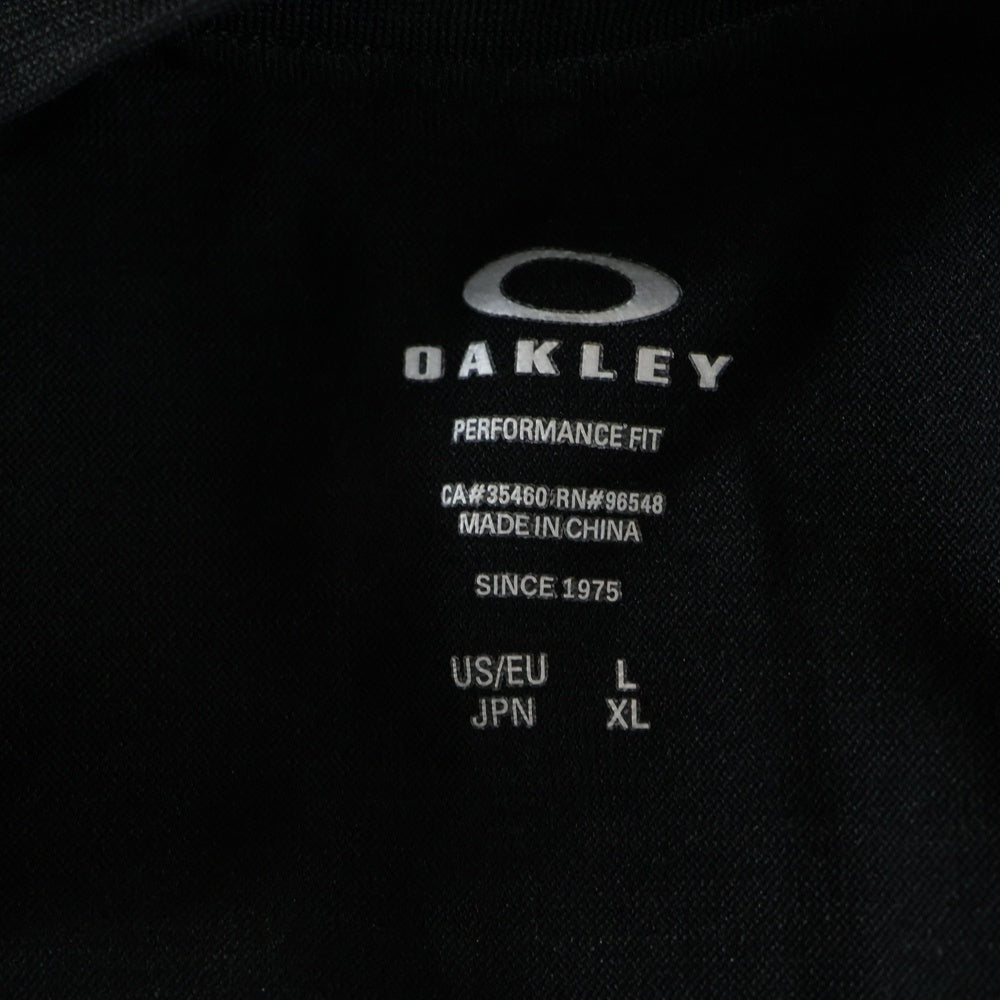 OAKLEY
PERFORMANCE FIT
CA#35460 RN#96548
MADE IN CHINA
SINCE 1975
US/EU L
JPN XL